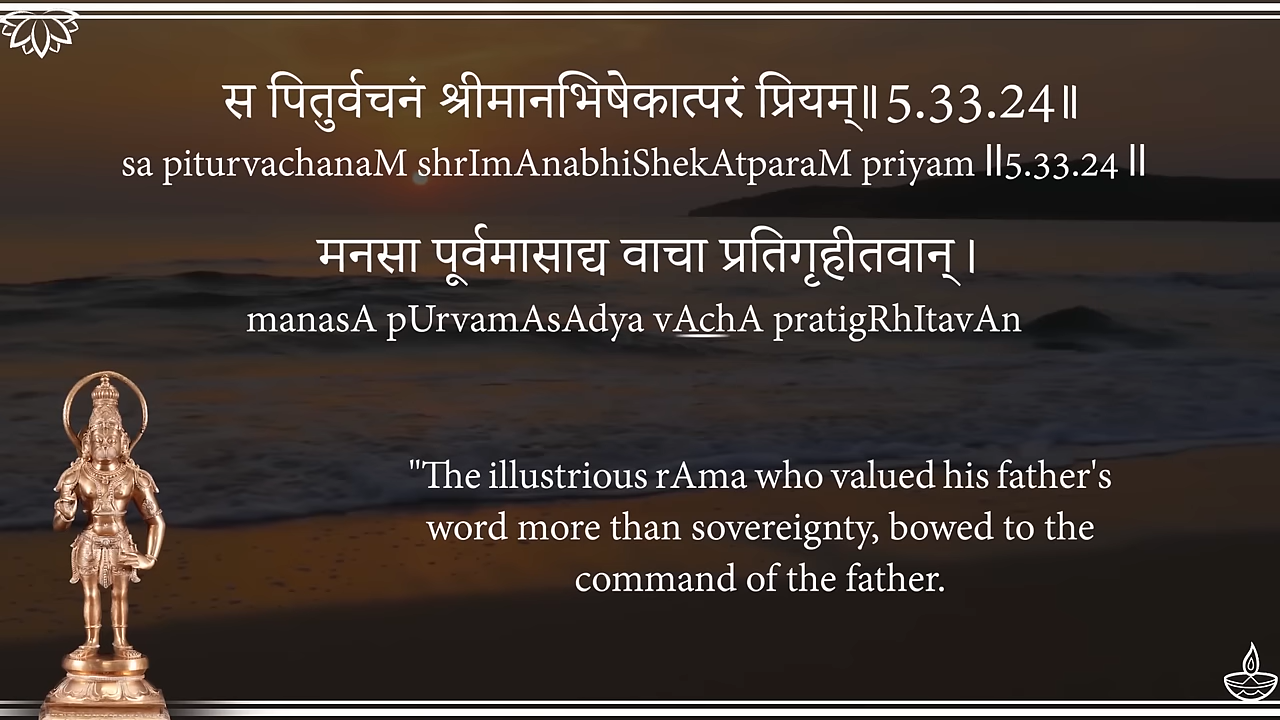 स पितुर्वचनं श्रीमानभिषेकात्परं प्रियम्॥5.33.24॥
sa piturvachanaM shrImAnabhiShekAtparaM priyam ॥5.33.24 ॥
मनसा पूर्वमासाद्य वाचा प्रतिगृहीतवान् ।
manasA pUrvamAsAdya vAchA pratigRhItavAn
"The illustrious rAma who valued his father's
word more than sovereignty, bowed to the
command of the father.